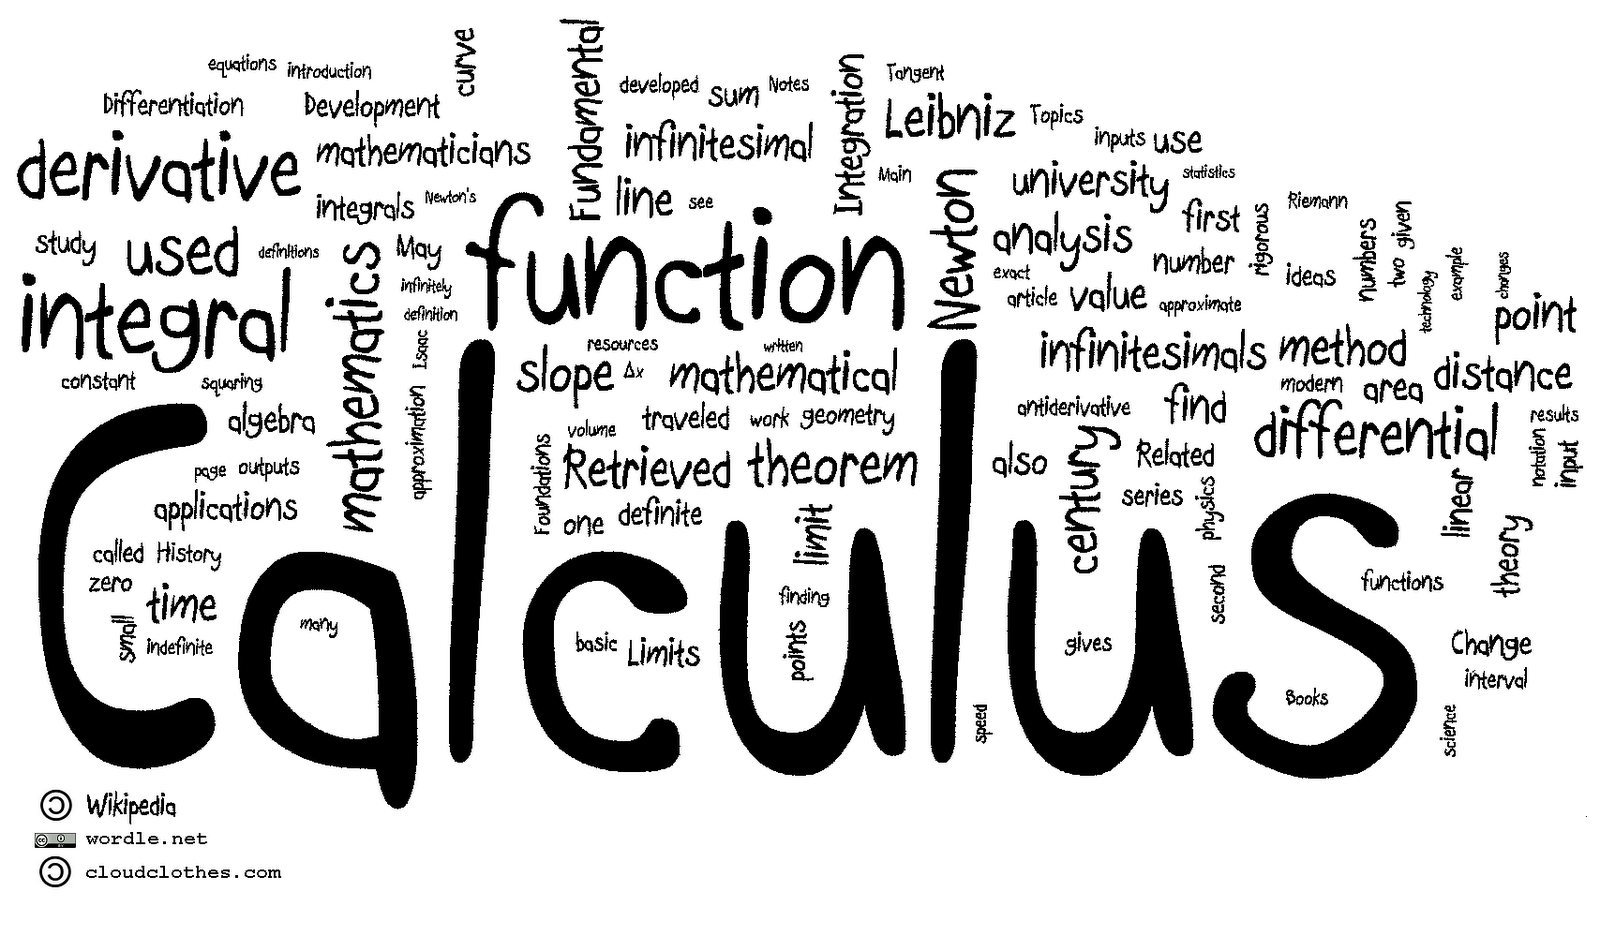 equations introduction
curve
Fundamental
developed sum Notes
Integration
Tangent
Differentiation Development
Leibniz Topics
derivative mathematicians
infinitesimal
inputs use
integrals Newton's
line see
Main
Newton
university statistics
first
rigorous
Riemann
numbers
two given
study used definitions
mathematics
May
function
analysis
number
ideas
technology
example
changes
exact
integral
infinitely
definition
article value approximate
point
Isaac
resources
written
infinitesimals method
constant squaring
slope Δx mathematical
modern area distance
approximation
algebra
volume traveled work geometry
antiderivative find
differential
results
notation
input
page outputs
Foundations
Retrieved theorem
also
century
Related
linear
applications
one definite
limit
series
physics
theory
called History
zero
time
small
indefinite
many
finding
points
basic Limits
gives
second
functions
Change
interval
Books
speed
science
Calculus
Wikipedia
wordle.net
cloudclothes.com